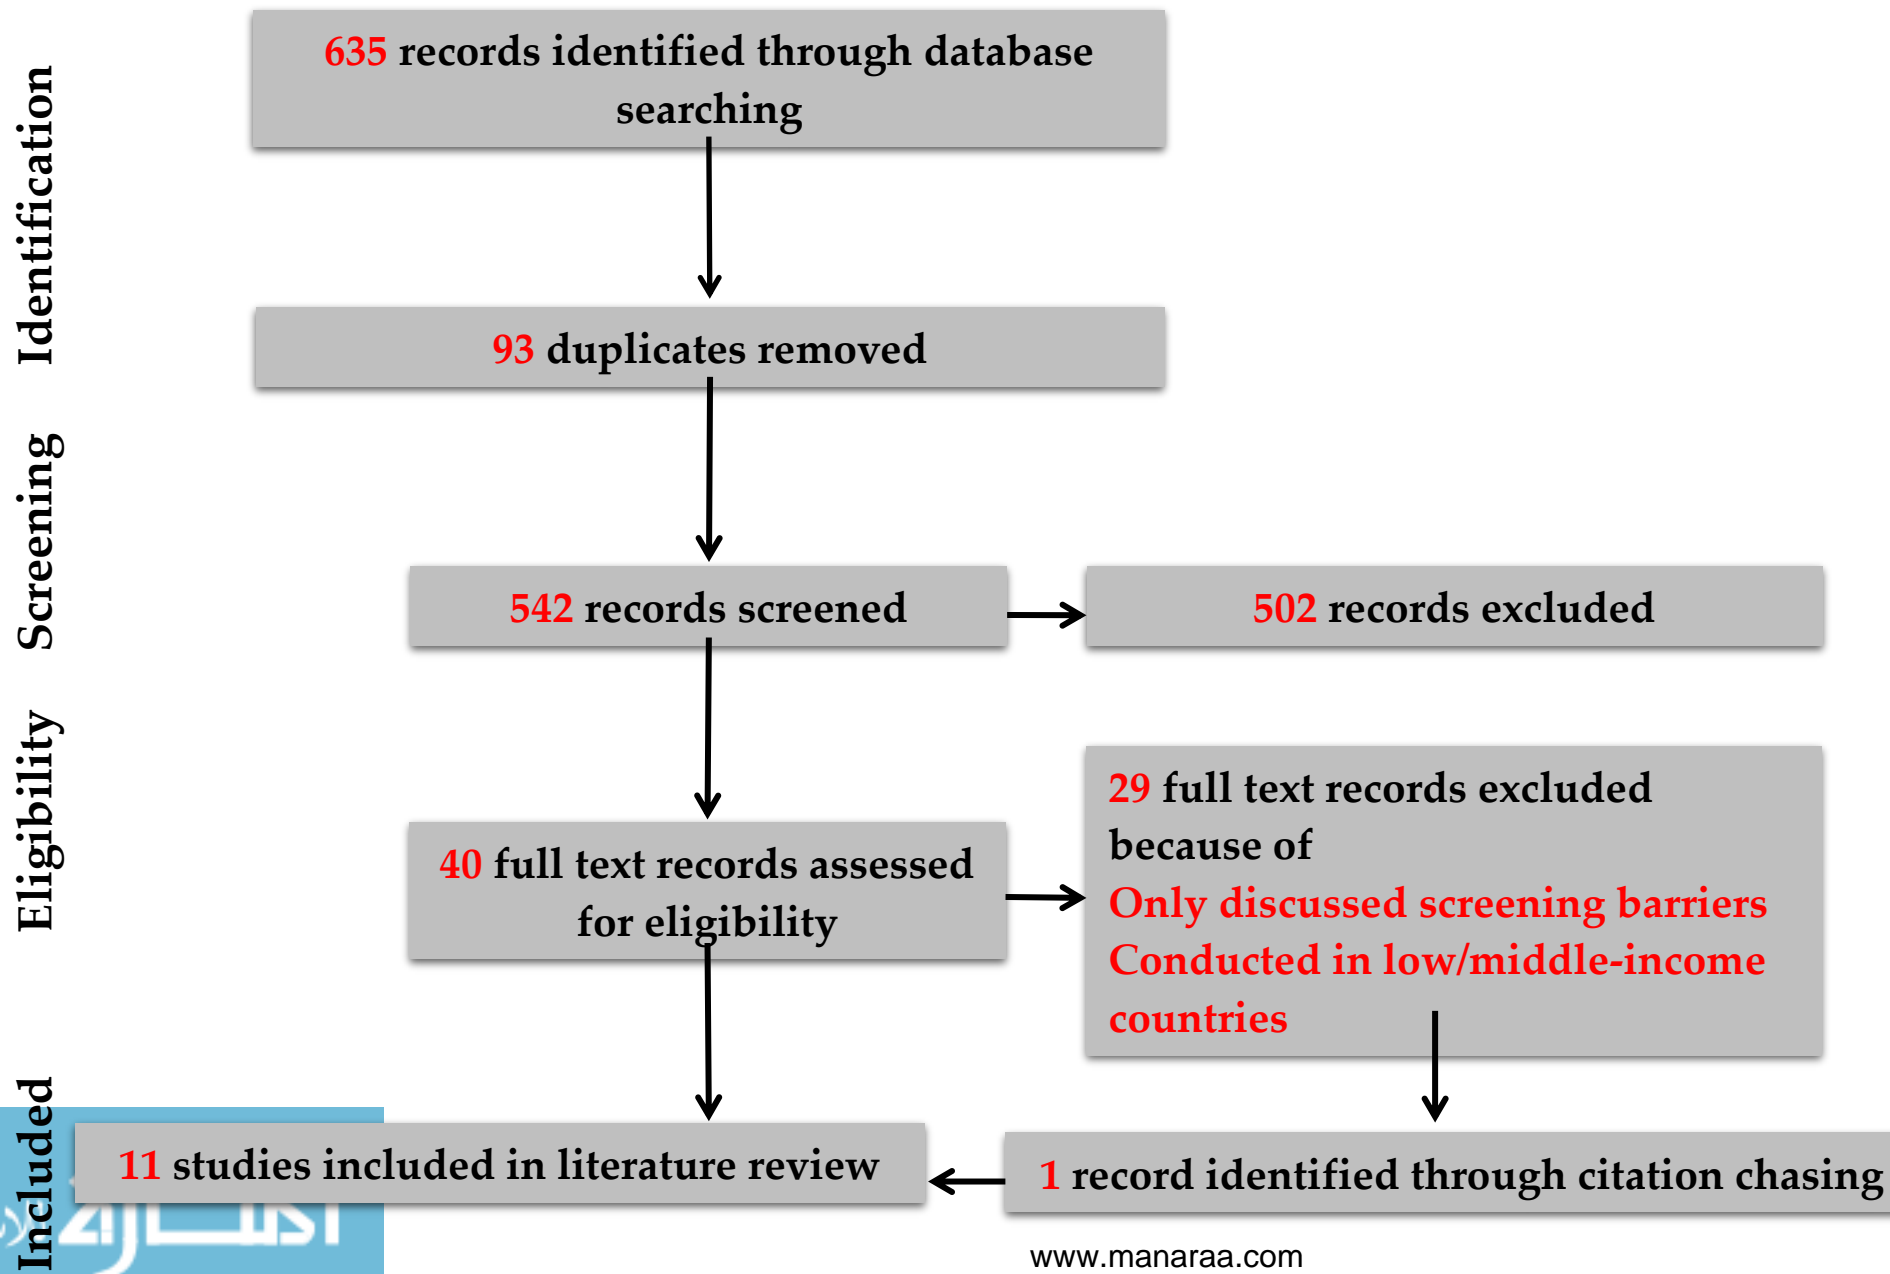 Identification
635 records identified through database
searching
93 duplicates removed
Screening
542 records screened
502 records excluded
Eligibility
40 full text records assessed
for eligibility
29 full text records excluded
because of
Only discussed screening barriers
Conducted in low/middle-income
countries
Included
11 studies included in literature review
1 record identified through citation chasing
www.manaraa.com